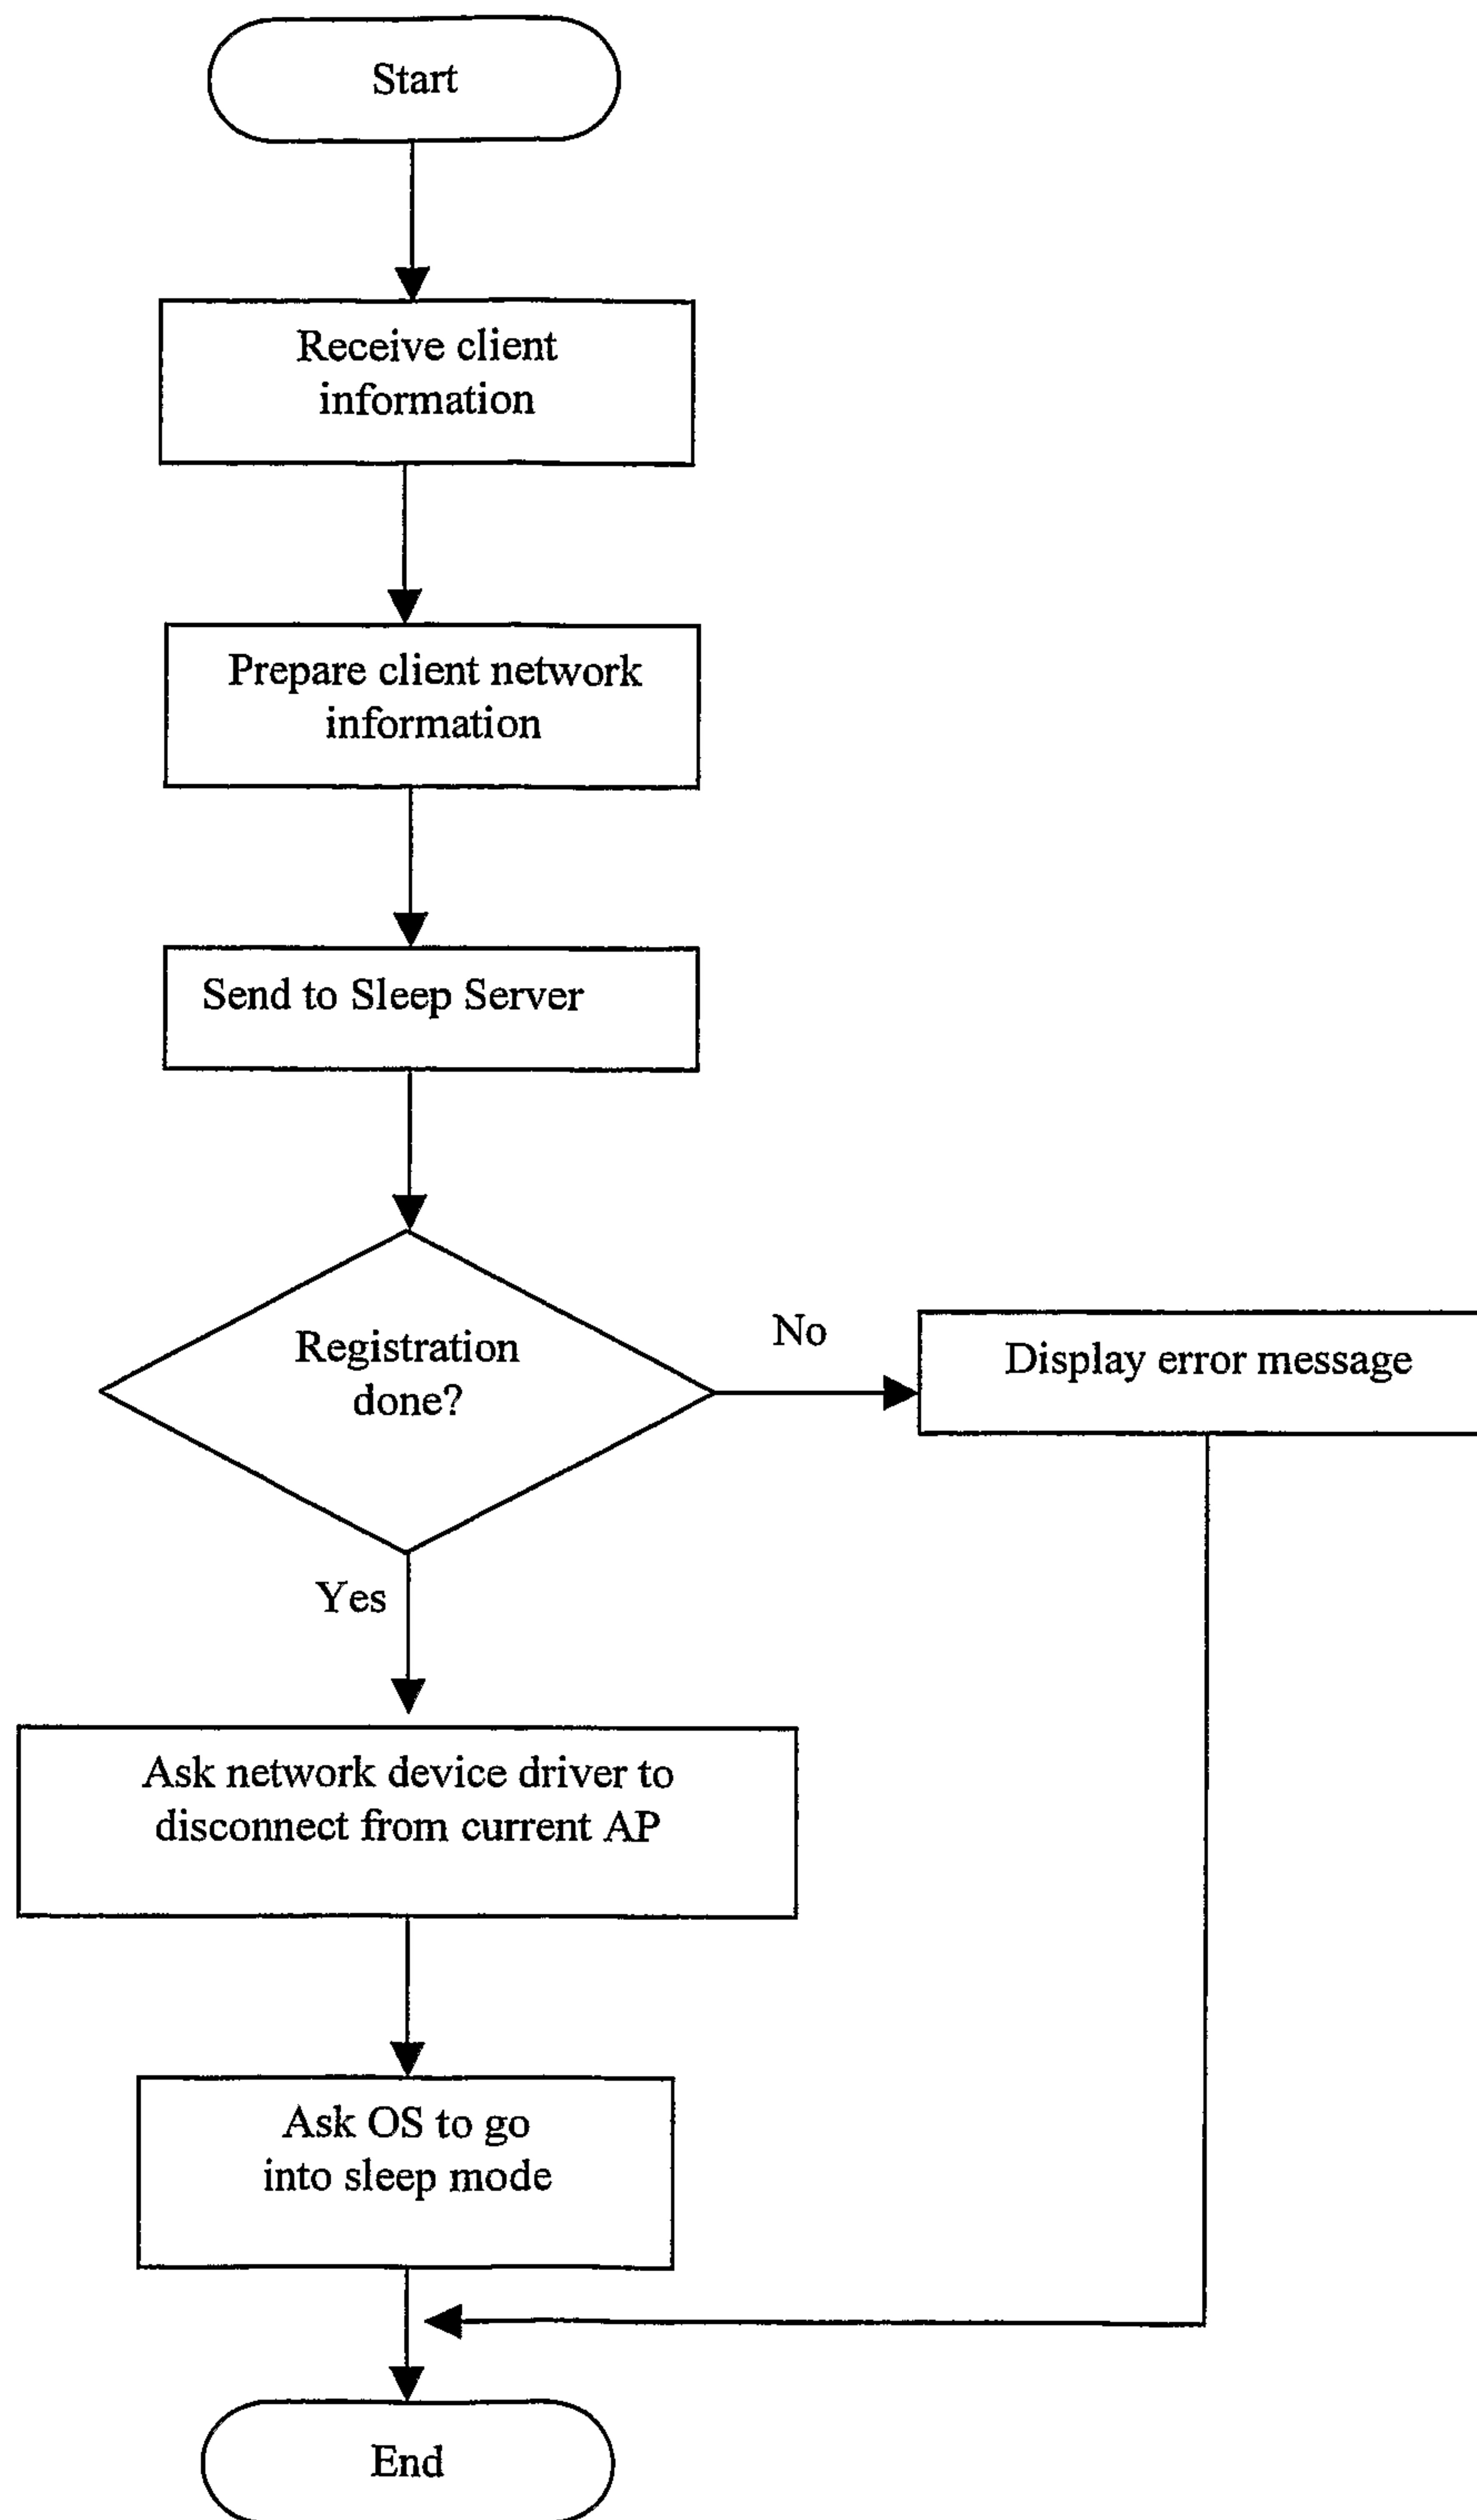 Start
Receive client
information
Prepare client network
information
Send to Sleep Server
Registration
done?
No
Display error message
Yes
Ask network device driver to
disconnect from current AP
Ask OS to go
into sleep mode
End